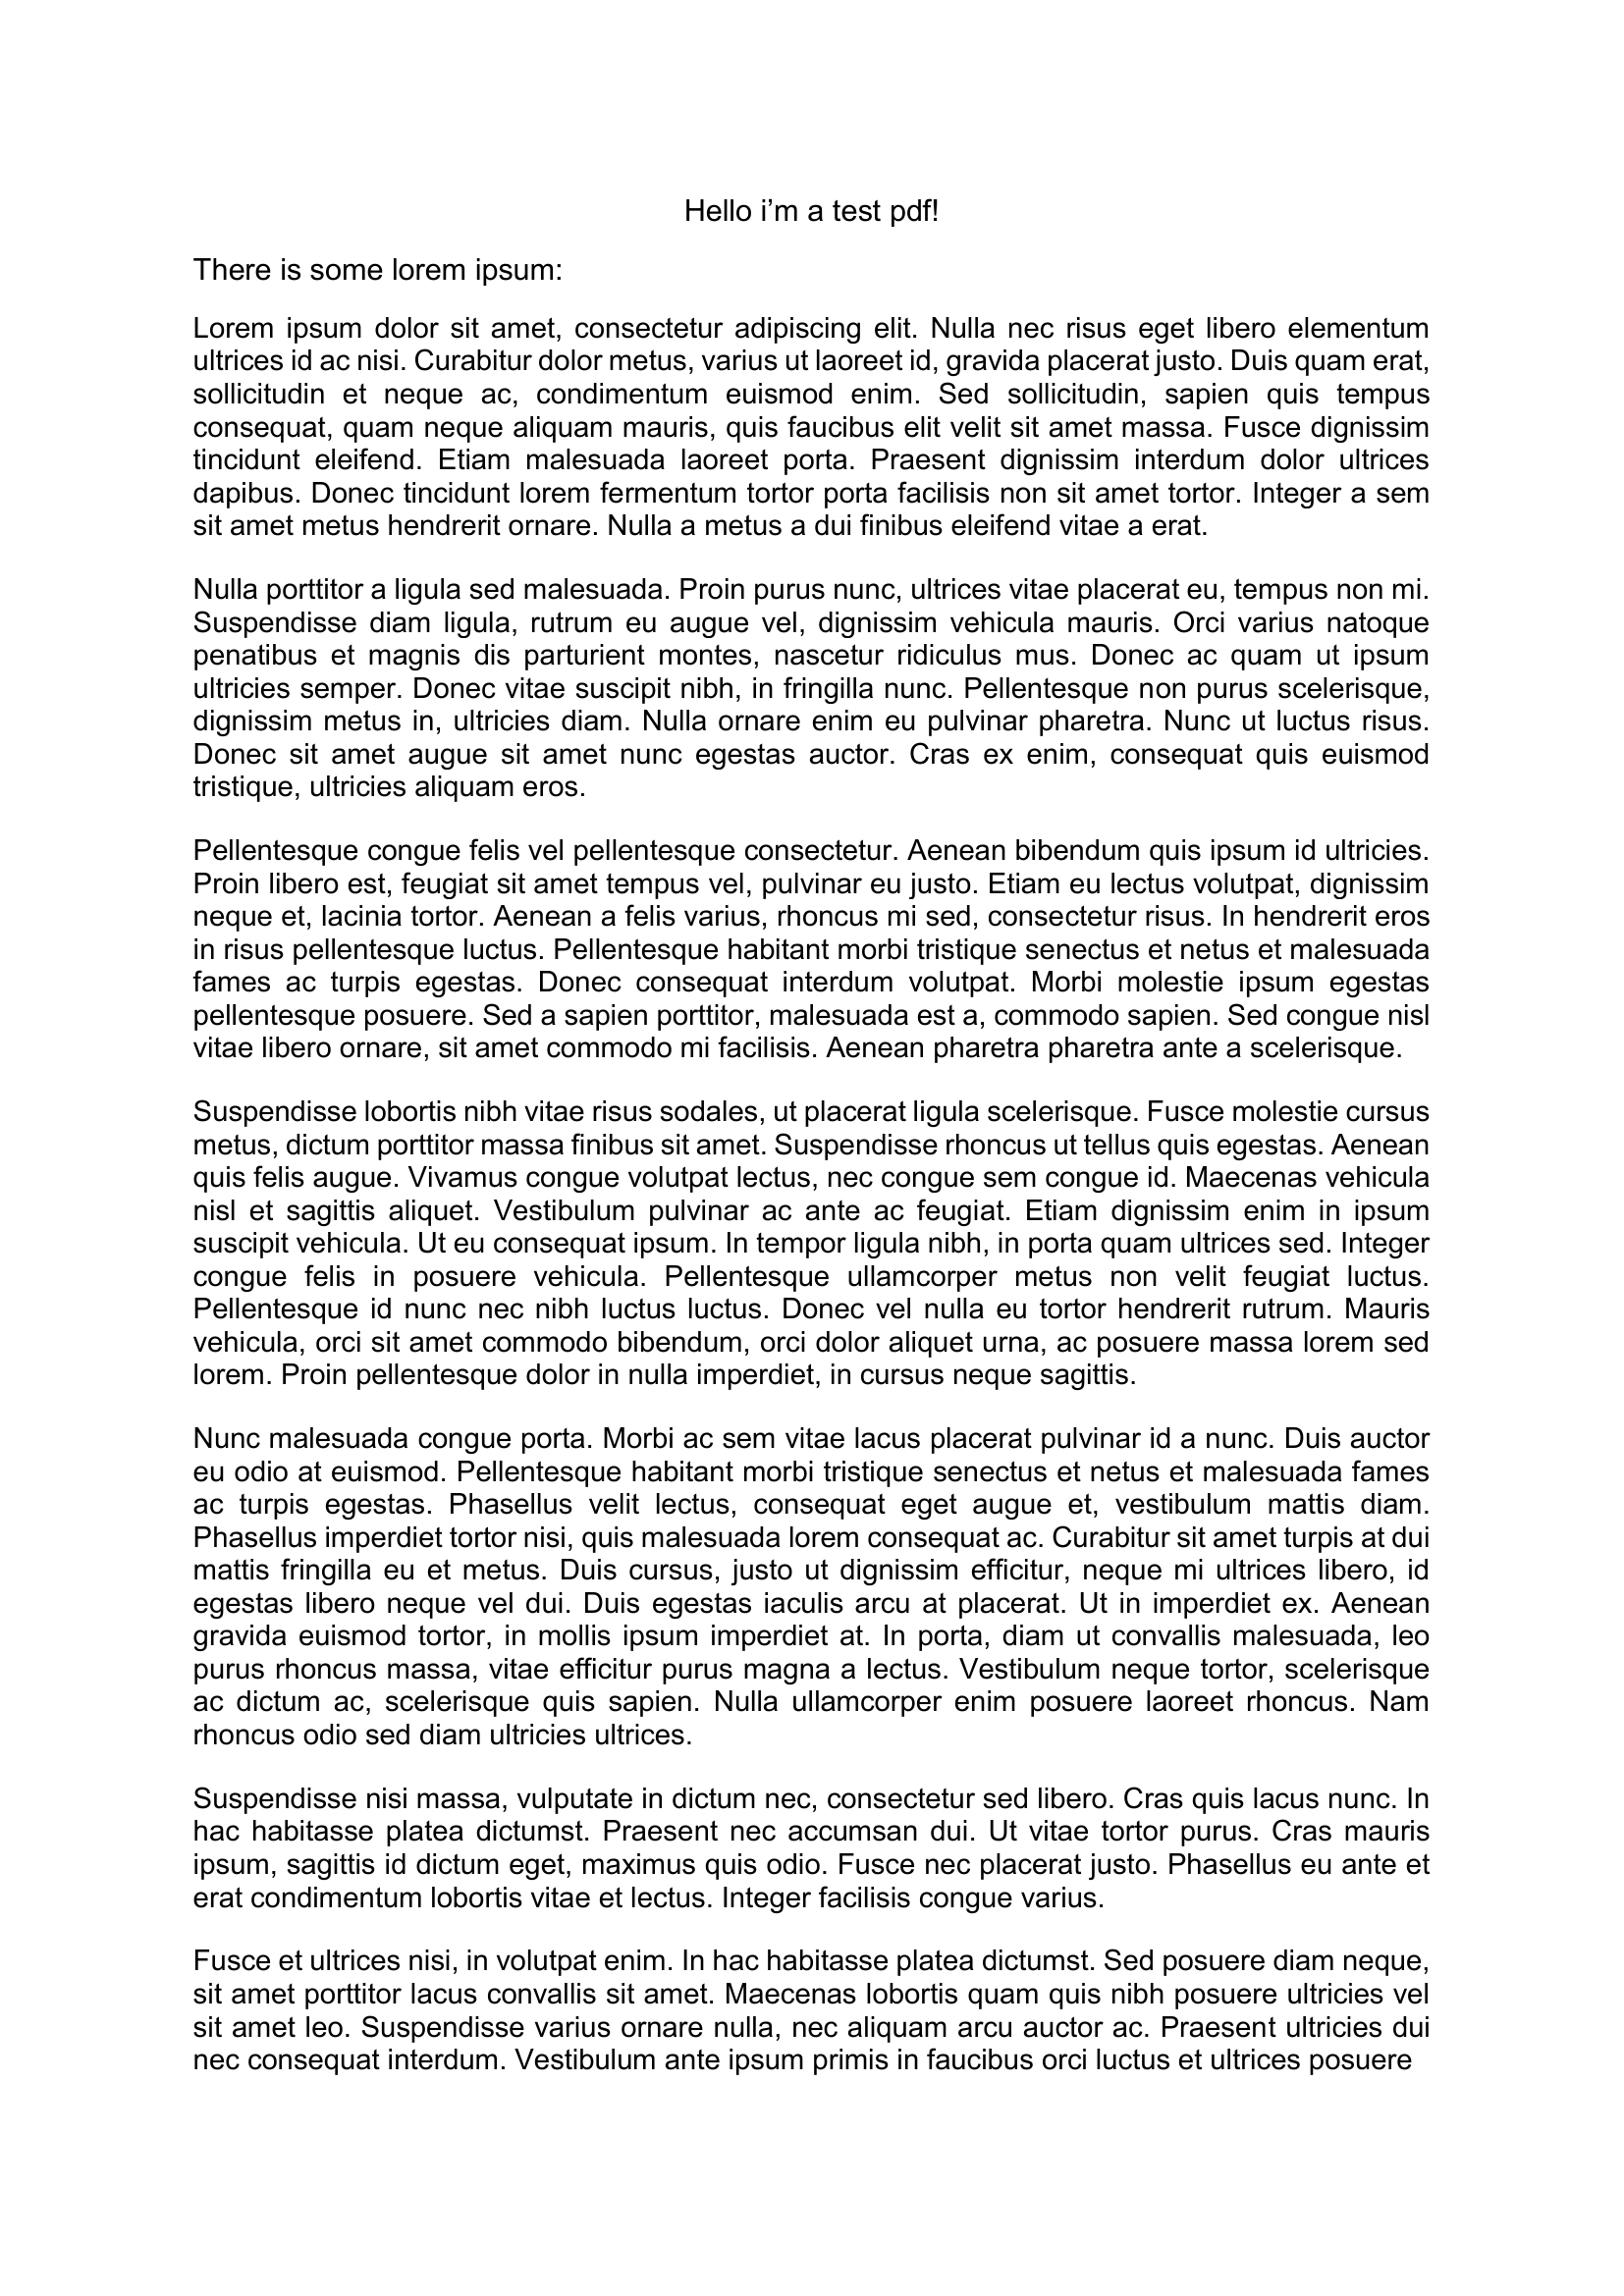 Hello i’m a test pdf!
There is some lorem ipsum:
Lorem ipsum dolor sit amet, consectetur adipiscing elit. Nulla nec risus eget libero elementum
ultrices id ac nisi. Curabitur dolor metus, varius ut laoreet id, gravida placerat justo. Duis quam erat,
sollicitudin et neque ac, condimentum euismod enim. Sed sollicitudin, sapien quis tempus
consequat, quam neque aliquam mauris, quis faucibus elit velit sit amet massa. Fusce dignissim
tincidunt eleifend. Etiam malesuada laoreet porta. Praesent dignissim interdum dolor ultrices
dapibus. Donec tincidunt lorem fermentum tortor porta facilisis non sit amet tortor. Integer a sem
sit amet metus hendrerit ornare. Nulla a metus a dui finibus eleifend vitae a erat.
Nulla porttitor a ligula sed malesuada. Proin purus nunc, ultrices vitae placerat eu, tempus non mi.
Suspendisse diam ligula, rutrum eu augue vel, dignissim vehicula mauris. Orci varius natoque
penatibus et magnis dis parturient montes, nascetur ridiculus mus. Donec ac quam ut ipsum
ultricies semper. Donec vitae suscipit nibh, in fringilla nunc. Pellentesque non purus scelerisque,
dignissim metus in, ultricies diam. Nulla ornare enim eu pulvinar pharetra. Nunc ut luctus risus.
Donec sit amet augue sit amet nunc egestas auctor. Cras ex enim, consequat quis euismod
tristique, ultricies aliquam eros.
Pellentesque congue felis vel pellentesque consectetur. Aenean bibendum quis ipsum id ultricies.
Proin libero est, feugiat sit amet tempus vel, pulvinar eu justo. Etiam eu lectus volutpat, dignissim
neque et, lacinia tortor. Aenean a felis varius, rhoncus mi sed, consectetur risus. In hendrerit eros
in risus pellentesque luctus. Pellentesque habitant morbi tristique senectus et netus et malesuada
fames ac turpis egestas. Donec consequat interdum volutpat. Morbi molestie ipsum egestas
pellentesque posuere. Sed a sapien porttitor, malesuada est a, commodo sapien. Sed congue nisl
vitae libero ornare, sit amet commodo mi facilisis. Aenean pharetra pharetra ante a scelerisque.
Suspendisse lobortis nibh vitae risus sodales, ut placerat ligula scelerisque. Fusce molestie cursus
metus, dictum porttitor massa finibus sit amet. Suspendisse rhoncus ut tellus quis egestas. Aenean
quis felis augue. Vivamus congue volutpat lectus, nec congue sem congue id. Maecenas vehicula
nisl et sagittis aliquet. Vestibulum pulvinar ac ante ac feugiat. Etiam dignissim enim in ipsum
suscipit vehicula. Ut eu consequat ipsum. In tempor ligula nibh, in porta quam ultrices sed. Integer
congue felis in posuere vehicula. Pellentesque ullamcorper metus non velit feugiat luctus.
Pellentesque id nunc nec nibh luctus luctus. Donec vel nulla eu tortor hendrerit rutrum. Mauris
vehicula, orci sit amet commodo bibendum, orci dolor aliquet urna, ac posuere massa lorem sed
lorem. Proin pellentesque dolor in nulla imperdiet, in cursus neque sagittis.
Nunc malesuada congue porta. Morbi ac sem vitae lacus placerat pulvinar id a nunc. Duis auctor
eu odio at euismod. Pellentesque habitant morbi tristique senectus et netus et malesuada fames
ac turpis egestas. Phasellus velit lectus, consequat eget augue et, vestibulum mattis diam.
Phasellus imperdiet tortor nisi, quis malesuada lorem consequat ac. Curabitur sit amet turpis at dui
mattis fringilla eu et metus. Duis cursus, justo ut dignissim efficitur, neque mi ultrices libero, id
egestas libero neque vel dui. Duis egestas iaculis arcu at placerat. Ut in imperdiet ex. Aenean
gravida euismod tortor, in mollis ipsum imperdiet at. In porta, diam ut convallis malesuada, leo
purus rhoncus massa, vitae efficitur purus magna a lectus. Vestibulum neque tortor, scelerisque
ac dictum ac, scelerisque quis sapien. Nulla ullamcorper enim posuere laoreet rhoncus. Nam
rhoncus odio sed diam ultricies ultrices.
Suspendisse nisi massa, vulputate in dictum nec, consectetur sed libero. Cras quis lacus nunc. In
hac habitasse platea dictumst. Praesent nec accumsan dui. Ut vitae tortor purus. Cras mauris
ipsum, sagittis id dictum eget, maximus quis odio. Fusce nec placerat justo. Phasellus eu ante et
erat condimentum lobortis vitae et lectus. Integer facilisis congue varius.
Fusce et ultrices nisi, in volutpat enim. In hac habitasse platea dictumst. Sed posuere diam neque,
sit amet porttitor lacus convallis sit amet. Maecenas lobortis quam quis nibh posuere ultricies vel
sit amet leo. Suspendisse varius ornare nulla, nec aliquam arcu auctor ac. Praesent ultricies dui
nec consequat interdum. Vestibulum ante ipsum primis in faucibus orci luctus et ultrices posuere